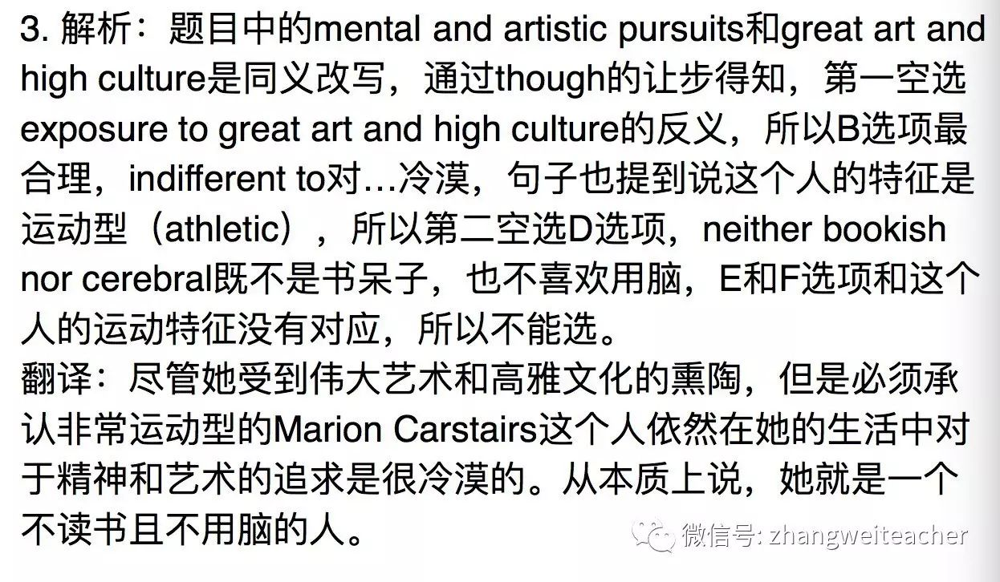 3. 解析：题目中的mental and artistic pursuits和great art and
high culture是同义改写，通过though的让步得知，第一空选
exposure to great art and high culture的反义，所以B选项最
合理，indifferent to对…冷漠，句子也提到说这个人的特征是
运动型（athletic），所以第二空选D选项，neither bookish
nor cerebral既不是书呆子，也不喜欢用脑，E和F选项和这个
人的运动特征没有对应，所以不能选。
翻译：尽管她受到伟大艺术和高雅文化的熏陶，但是必须承
认非常运动型的Marion Carstairs这个人依然在她的生活中对
于精神和艺术的追求是很冷漠的。从本质上说，她就是一个
不读书且不用脑的人。
微信号: zhangweiteacher